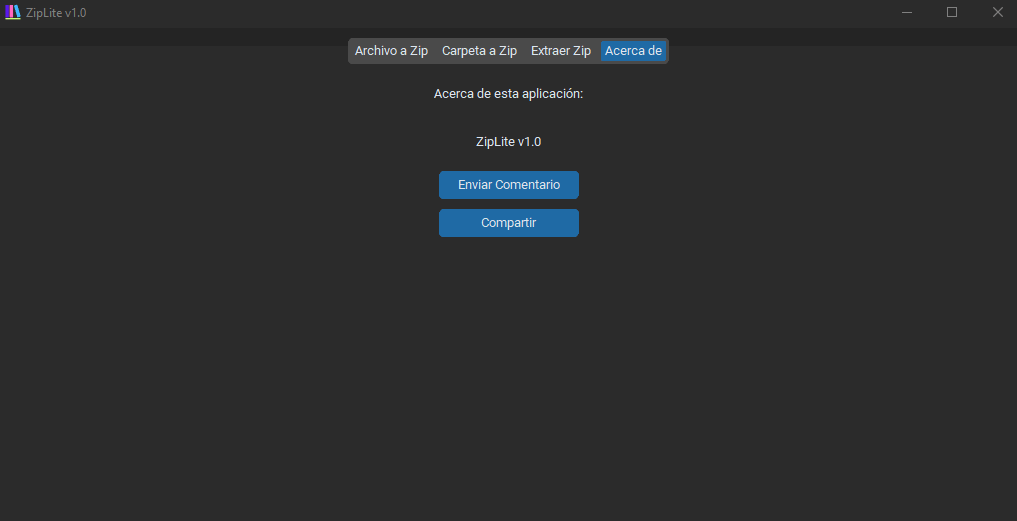 ZipLite v1.0
Archivo a Zip Carpeta a Zip Extraer Zip Acerca de
Acerca de esta aplicación:
ZipLite v1.0
Enviar Comentario
Compartir